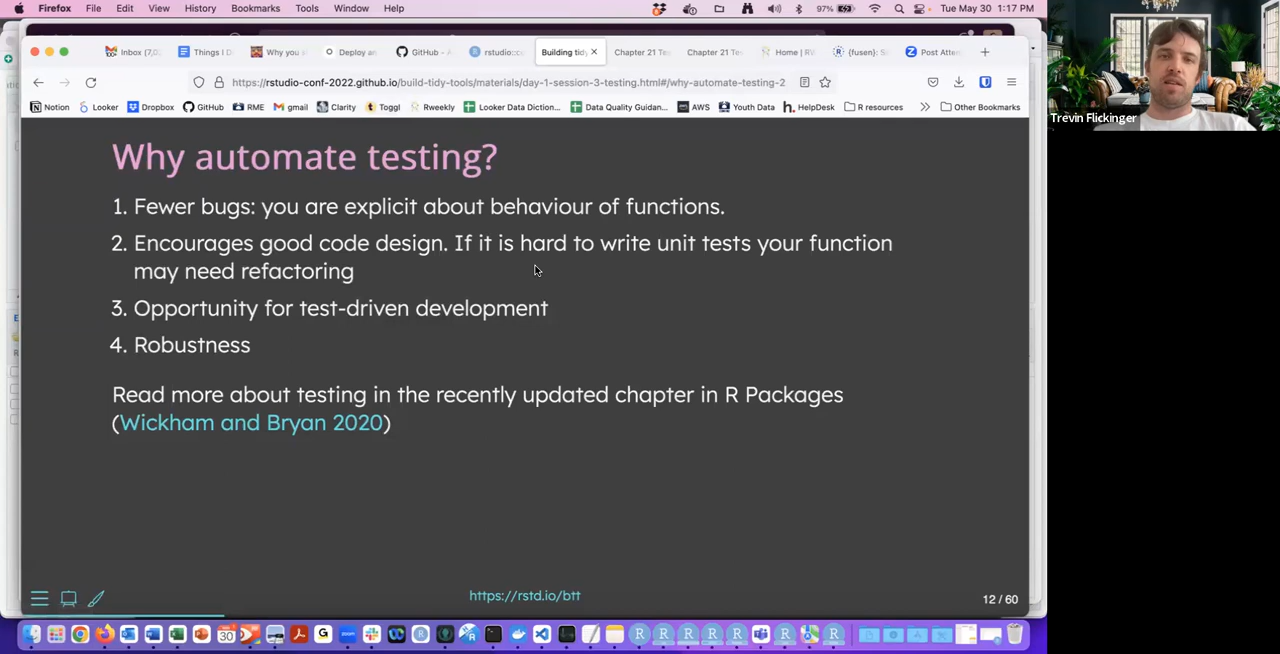 Firefox File Edit View History Bookmarks Tools Window Help
97% Tue May 30 1:17 PM
Inbox (7,0
Things I D
Why you s
Deploy an
GitHub -
rstudio::c
Building tid
Chapter 21 Te
Chapter 21 Tes
Home | R
{fusen}: S
Post Atten
https://rstudio-conf-2022.github.io/build-tidy-tools/materials/day-1-session-3-testing.html#/why-automate-testing-2
Notion Looker Dropbox GitHub RME gmail Clarity Toggl Rweekly Looker Data Diction... Data Quality Guidan... AWS Youth Data HelpDesk R resources Other Bookmarks
Trevin Flickinger
Why automate testing?
1. Fewer bugs: you are explicit about behaviour of functions.
2. Encourages good code design. If it is hard to write unit tests your function
may need refactoring
3. Opportunity for test-driven development
4. Robustness
Read more about testing in the recently updated chapter in R Packages
(Wickham and Bryan 2020)
https://rstd.io/btt
12 / 60